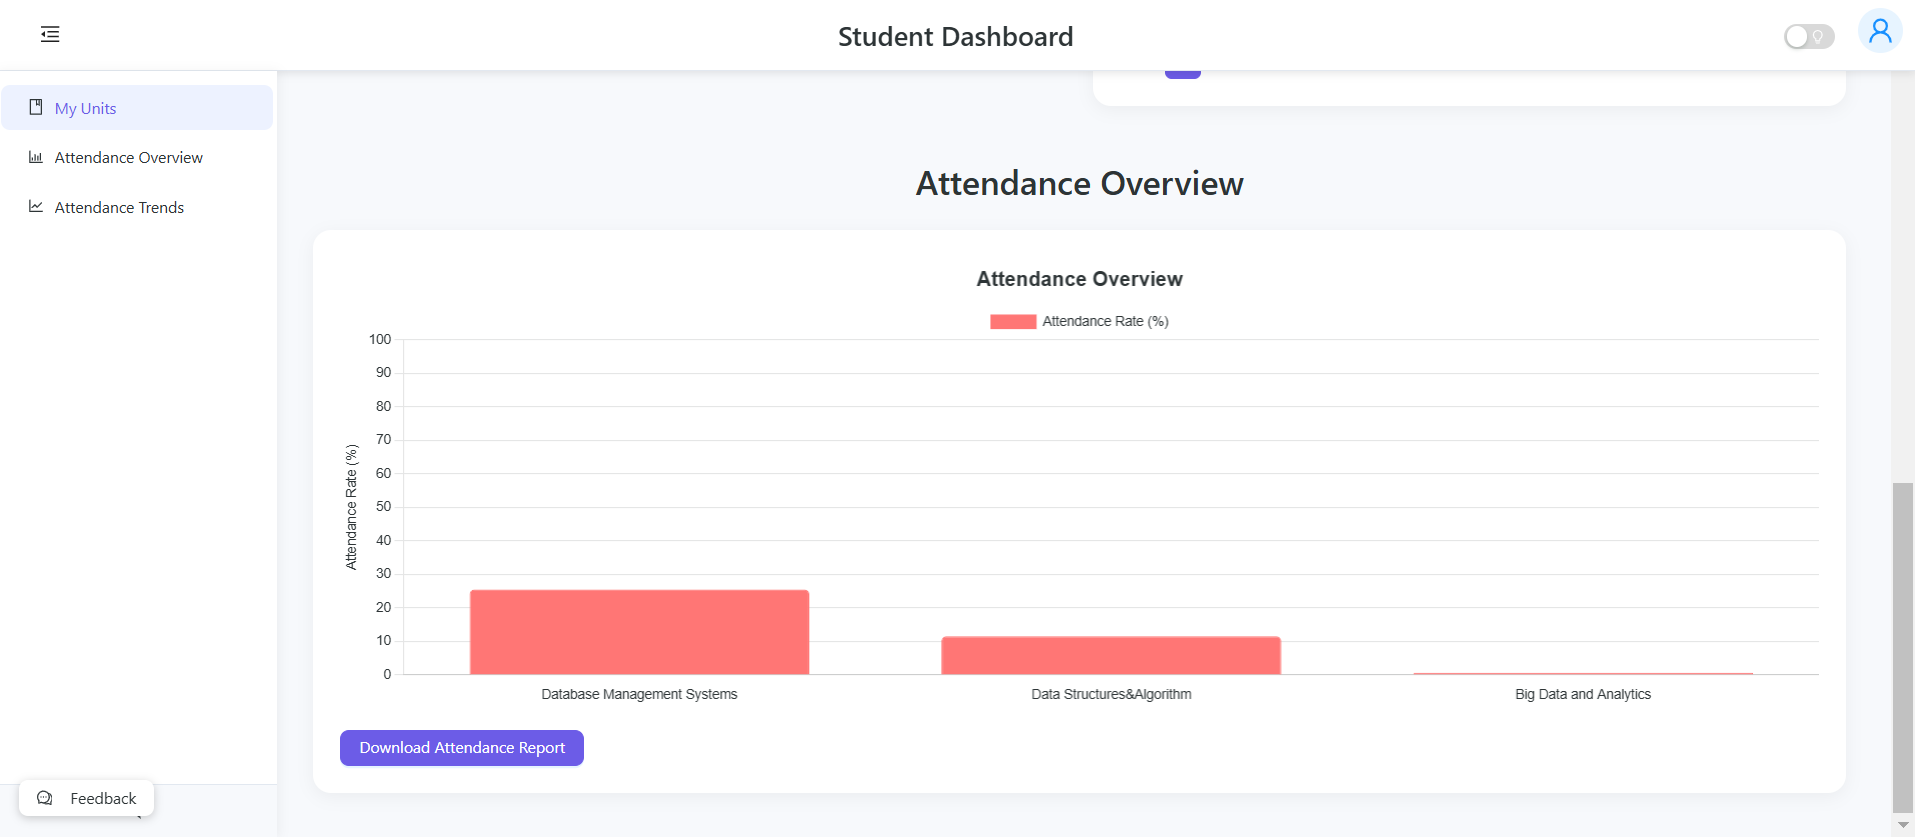 Student Dashboard
My Units
Attendance Overview
Attendance Trends
Attendance Overview
Attendance Overview
Attendance Rate (%)
Attendance Rate (%)
100
90
80
70
60
50
40
30
20
10
0
Database Management Systems
Data Structures&Algorithm
Big Data and Analytics
Download Attendance Report
Feedback